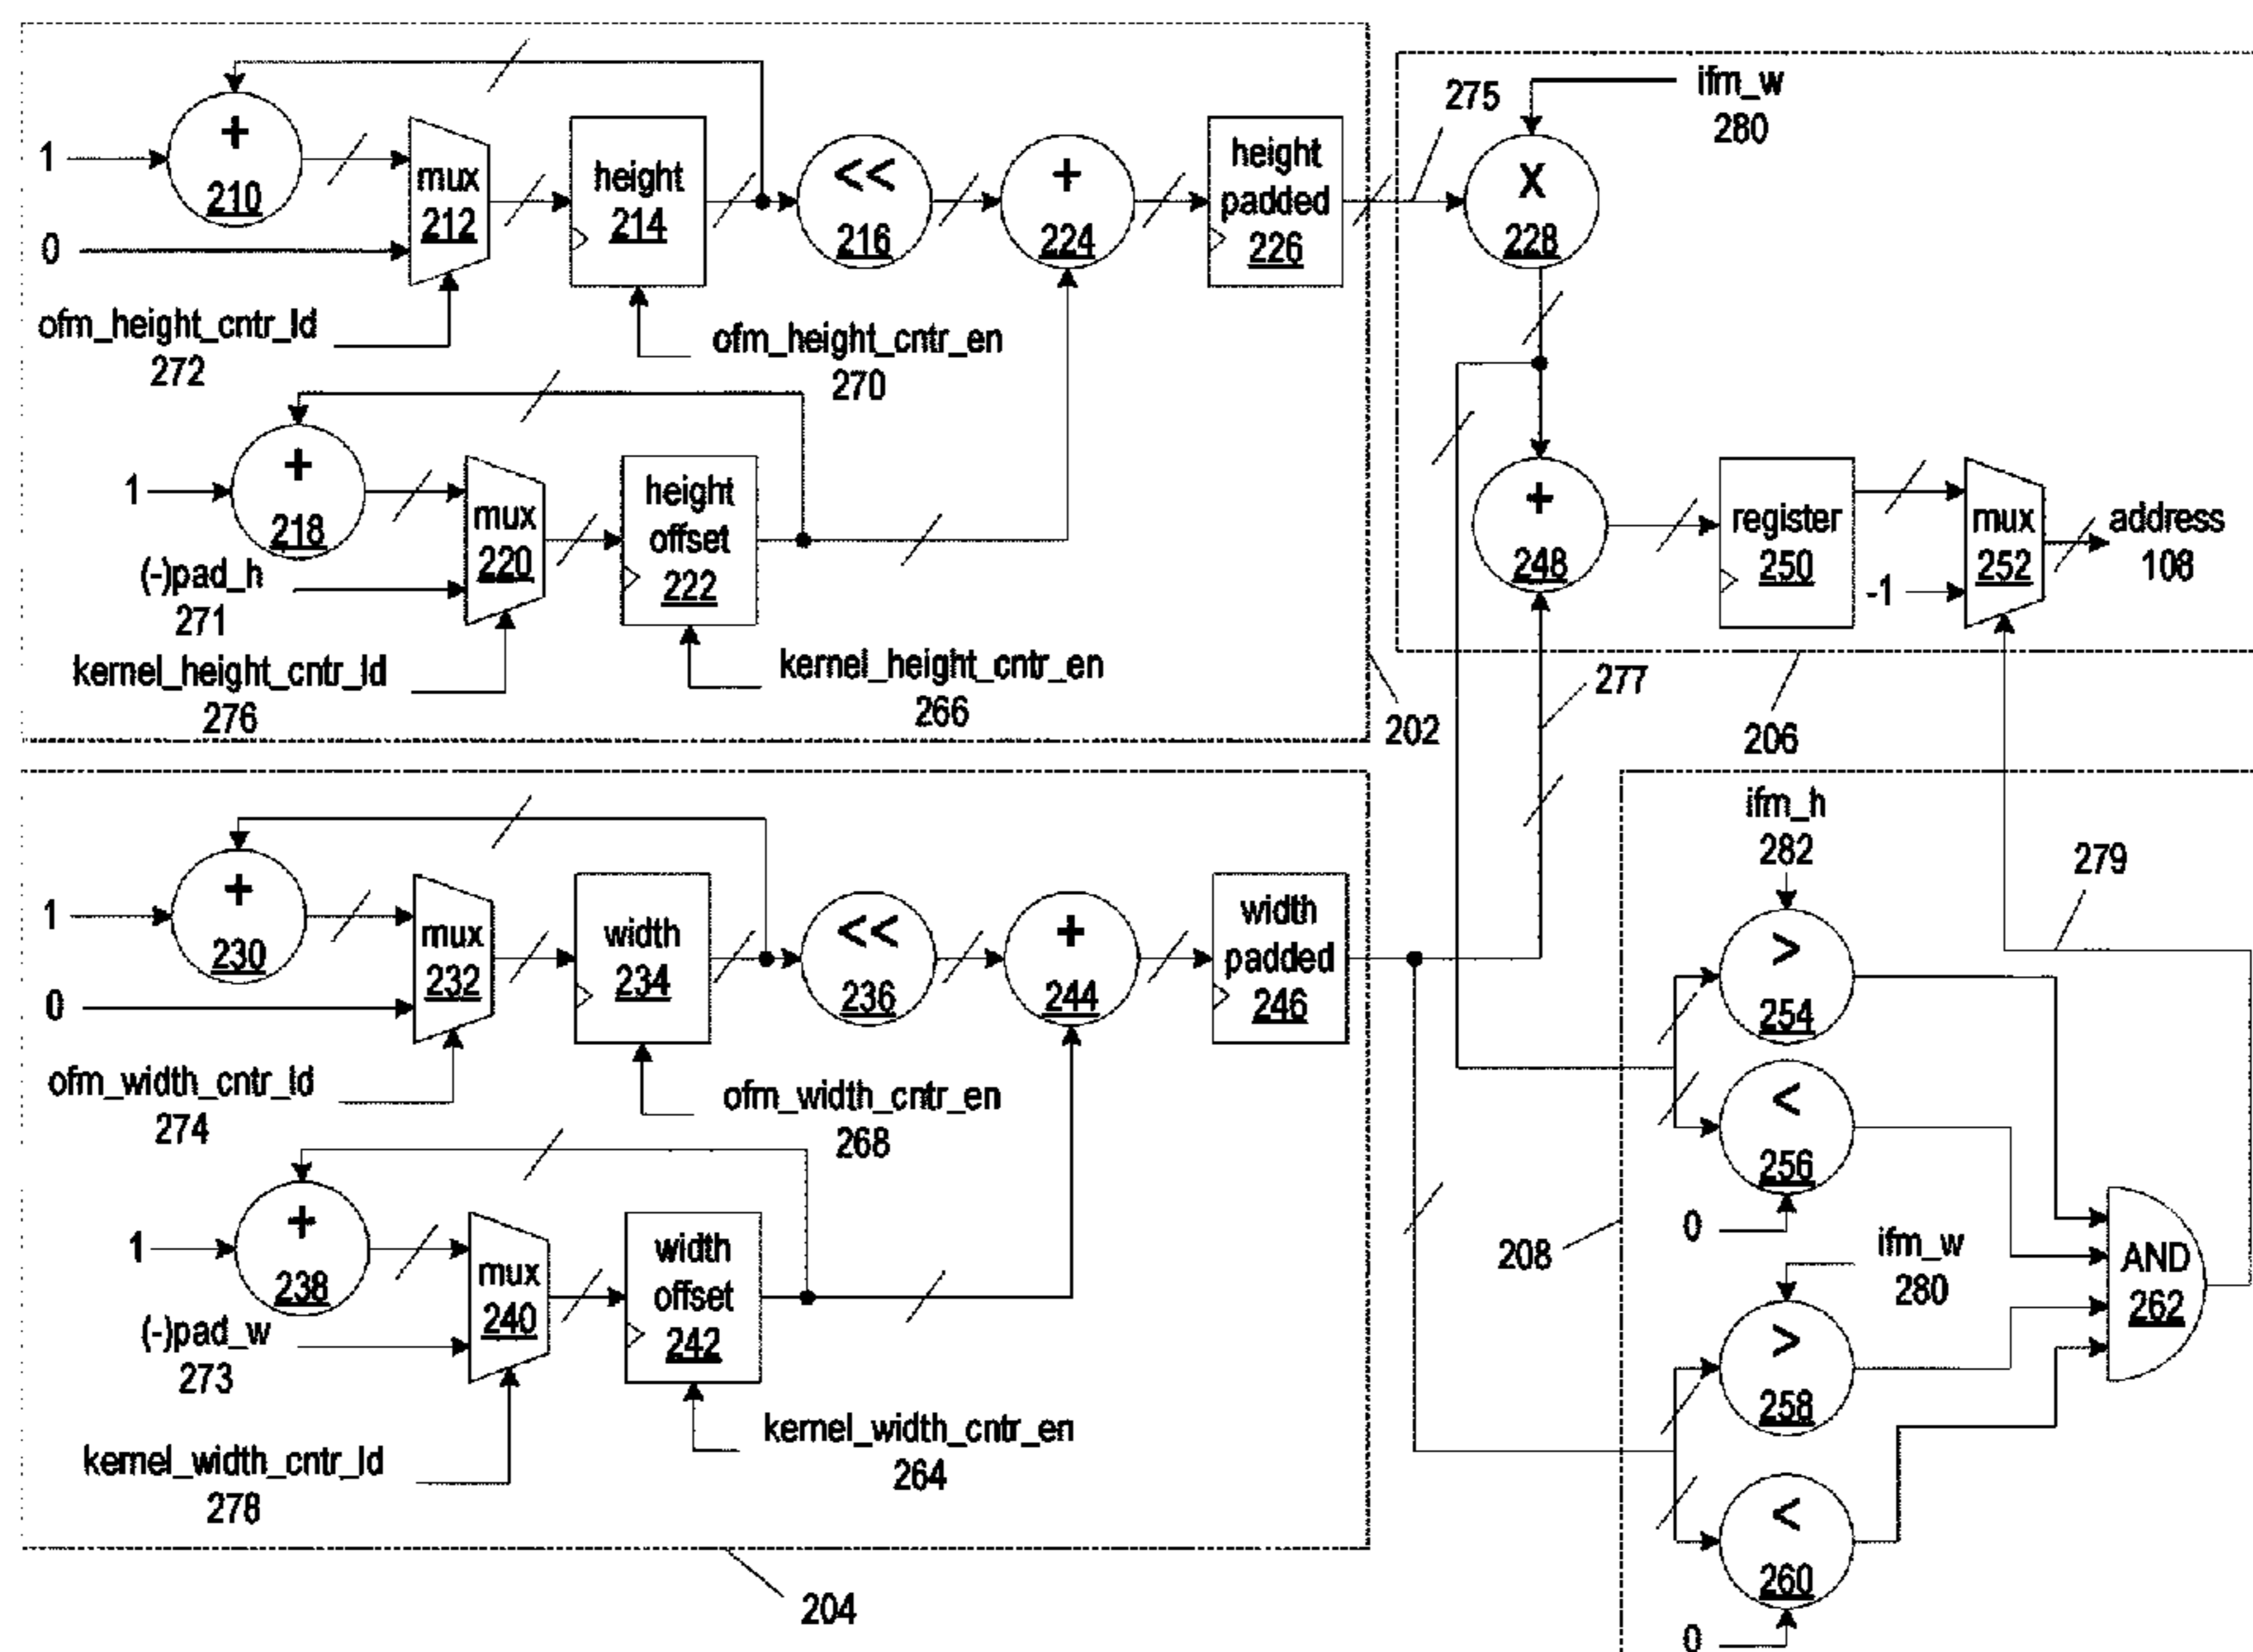 1
+
210
0
mux
212
height
214
<<
216
+
224
height
padded
226
275
ifm_w
280
X
228
ofm_height_cntr_ld
272
ofm_height_cntr_en
270
1
+
218
(-)pad_h
271
mux
220
height
offset
222
kernel_height_cntr_ld
276
kernel_height_cntr_en
266
+
248
register
250
-1
mux
252
address
108
277
202
206
1
+
230
0
mux
232
width
234
<<
236
+
244
width
padded
246
ofm_width_cntr_ld
274
ofm_width_cntr_en
268
1
+
238
(-)pad_w
273
mux
240
width
offset
242
kernel_width_cntr_ld
278
kernel_width_cntr_en
264
204
ifm_h
282
279
>
254
<
256
0
208
ifm_w
280
>
258
AND
262
<
260
0